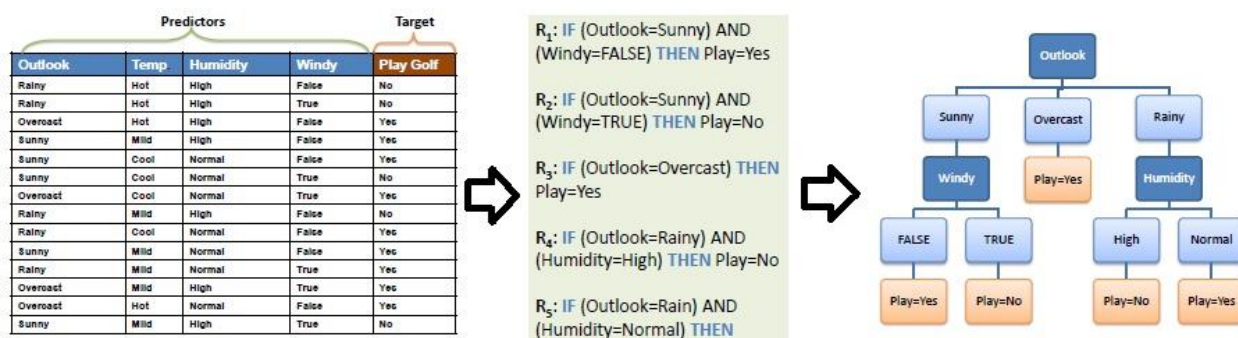 Predictors Target
Outlook Temp. Humidity Windy Play Golf
Rainy Hot High False No
Rainy Hot High True No
Overcast Hot High False Yes
Sunny Mild High False Yes
Sunny Cool Normal False Yes
Sunny Cool Normal True No
Overcast Cool Normal True Yes
Rainy Mild High False No
Rainy Cool Normal False Yes
Sunny Mild Normal False Yes
Rainy Mild Normal True Yes
Overcast Mild High True Yes
Overcast Hot Normal False Yes
Sunny Mild High True No
R1: IF (Outlook=Sunny) AND
(Windy=FALSE) THEN Play=Yes
R2: IF (Outlook=Sunny) AND
(Windy=TRUE) THEN Play=No
R3: IF (Outlook=Overcast) THEN
Play=Yes
R4: IF (Outlook=Rainy) AND
(Humidity=High) THEN Play=No
R5: IF (Outlook=Rain) AND
(Humidity=Normal) THEN
Outlook
Sunny Overcast Rainy
Windy Play=Yes Humidity
FALSE TRUE High Normal
Play=Yes Play=No Play=No Play=Yes